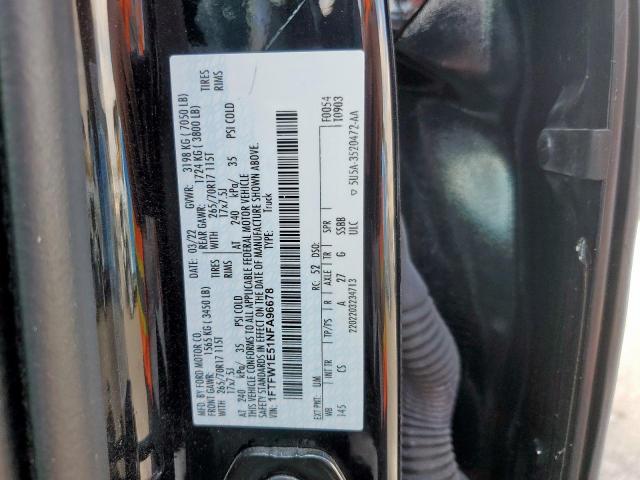 MFD. BY FORD MOTOR CO.
DATE: 03/22 GVWR: 3198 KG ( 7050 LB)
FRONT GAWR: 1565 KG ( 3450 LB) REAR GAWR: 1724 KG ( 3800 LB)
WITH 265/70R17 115T TIRES WITH 265/70R17 115T TIRES
17x7.5J RIMS 17x7.5J RIMS
AT 240 kPa/ 35 PSI COLD AT 240 kPa/ 35 PSI COLD
THIS VEHICLE CONFORMS TO ALL APPLICABLE FEDERAL MOTOR VEHICLE
SAFETY STANDARDS IN EFFECT ON THE DATE OF MANUFACTURE SHOWN ABOVE.
VIN: 1FTFW1E51NFA96678 TYPE: Truck
F0054
T0903
EXT PNT: UM RC: 52 DSO:
WB INT TR TP/PS R AXLE TR SPR
145 CS A 27 G SSBB
2202203234713 ULC
5U5A-3520472-AA